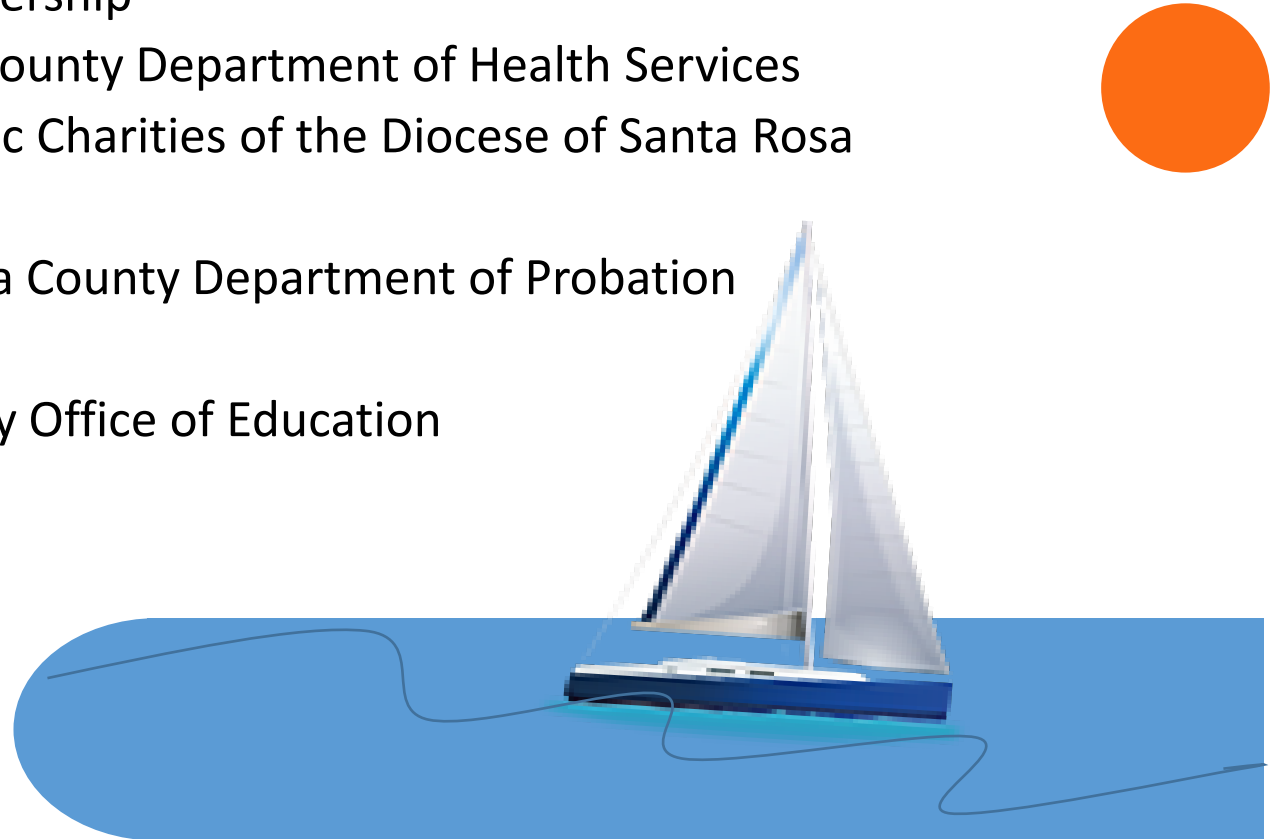 ership
ounty Department of Health Services
c Charities of the Diocese of Santa Rosa
a County Department of Probation
y Office of Education